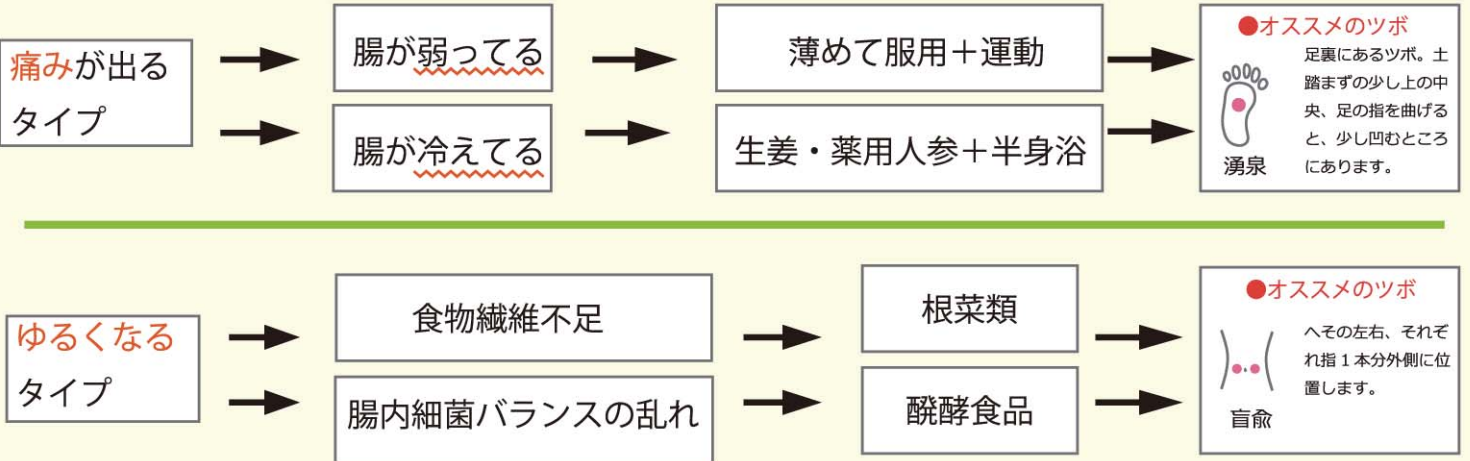 痛みが出る
タイプ
腸が弱ってる
薄めて服用＋運動
腸が冷えてる
生姜・薬用人参＋半身浴
●オススメのツボ
足裏にあるツボ。土
踏まずの少し上の中
央、足の指を曲げる
と、少し凹むところ
にあります。
湧泉
ゆるくなる
タイプ
食物繊維不足
根菜類
腸内細菌バランスの乱れ
醗酵食品
●オススメのツボ
へその左右、それぞ
れ指１本分外側に位
置します。
盲兪